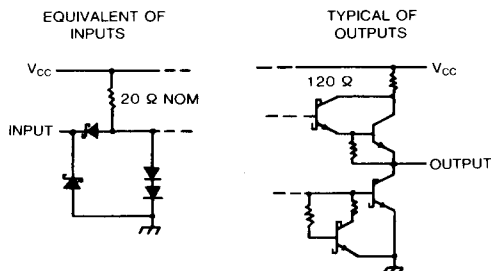 EQUIVALENT OF
INPUTS
VCC
20 Ω NOM
INPUT
TYPICAL OF
OUTPUTS
120 Ω
VCC
OUTPUT